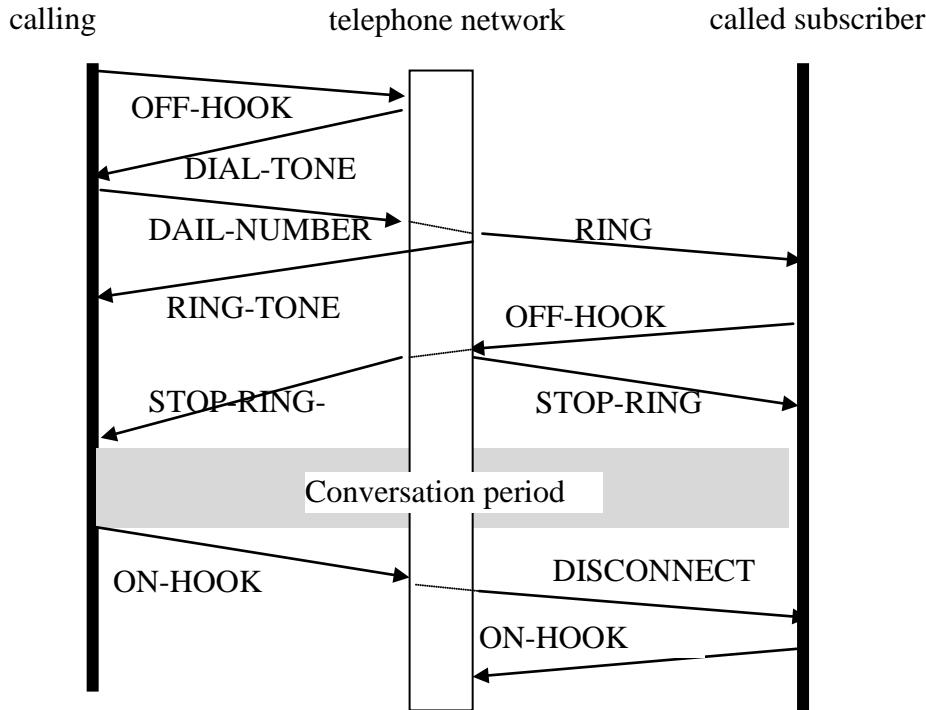 calling telephone network called subscriber
OFF-HOOK
DIAL-TONE
DAIL-NUMBER RING
RING-TONE OFF-HOOK
STOP-RING- STOP-RING
Conversation period
ON-HOOK DISCONNECT
ON-HOOK